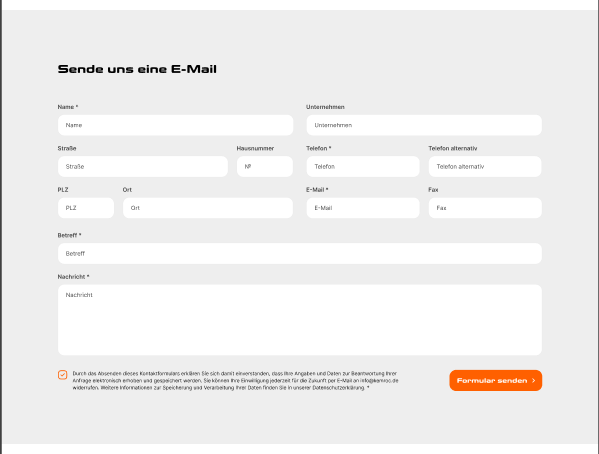 Sende uns eine E-Mail
Name * Unternehmen
Name Unternehmen
Straße Hausnummer Telefon * Telefon alternativ
Straße Nr Telefon Telefon alternativ
PLZ Ort E-Mail * Fax
PLZ Ort E-Mail Fax
Betreff *
Betreff
Nachricht *
Nachricht
Durch das Absenden dieses Kontaktformulars erklären Sie sich damit einverstanden, dass Ihre Angaben und Daten zur Beantwortung Ihrer
Anfrage elektronisch erhoben und gespeichert werden. Sie können Ihre Einwilligung jederzeit für die Zukunft per E-Mail an info@kemroc.de
widerrufen. Weitere Informationen zur Speicherung und Verarbeitung Ihrer Daten finden Sie in unserer Datenschutzerklärung. *
Formular senden